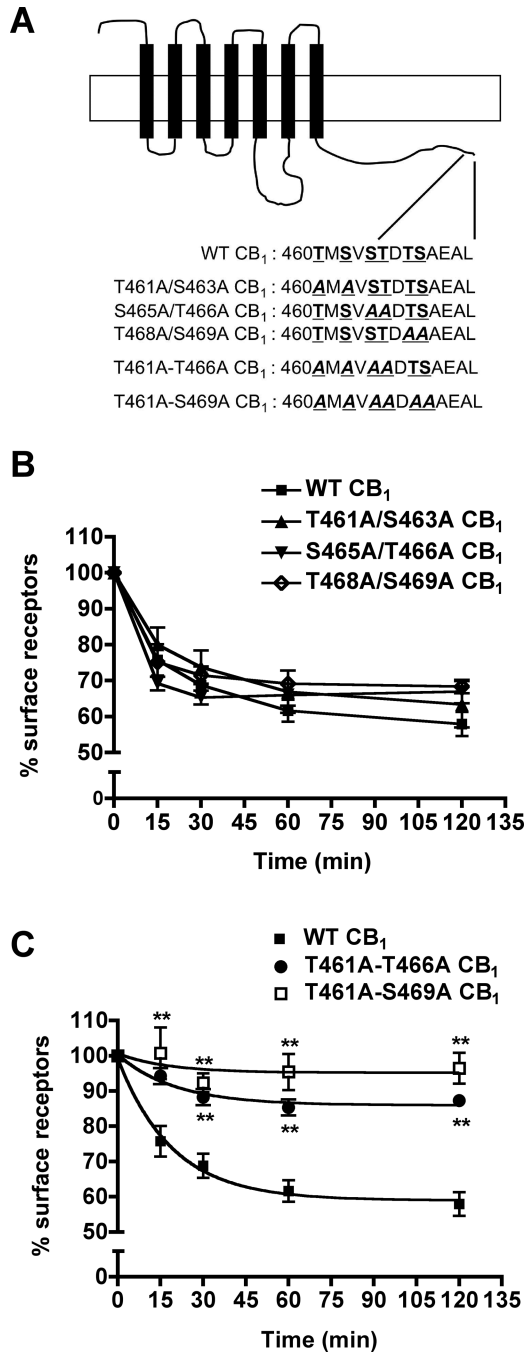 A
WT CB1 : 460TMSVSTDTSAEAL
T461A/S463A CB1 : 460AMAVSTDTSAEAL
S465A/T466A CB1 : 460TMSVAADTSAEAL
T468A/S469A CB1 : 460TMSVSTDAAAEAL
T461A-T466A CB1 : 460AMAVAADTSAEAL
T461A-S469A CB1 : 460AMAVAADAAAEAL
B
WT CB1
T461A/S463A CB1
S465A/T466A CB1
T468A/S469A CB1
% surface receptors
110
100
90
80
70
60
50
0
0 15 30 45 60 75 90 105 120 135
Time (min)
C
WT CB1
T461A-T466A CB1
T461A-S469A CB1
% surface receptors
110
100
90
80
70
60
50
0
** ** ** **
** ** **
0 15 30 45 60 75 90 105 120 135
Time (min)